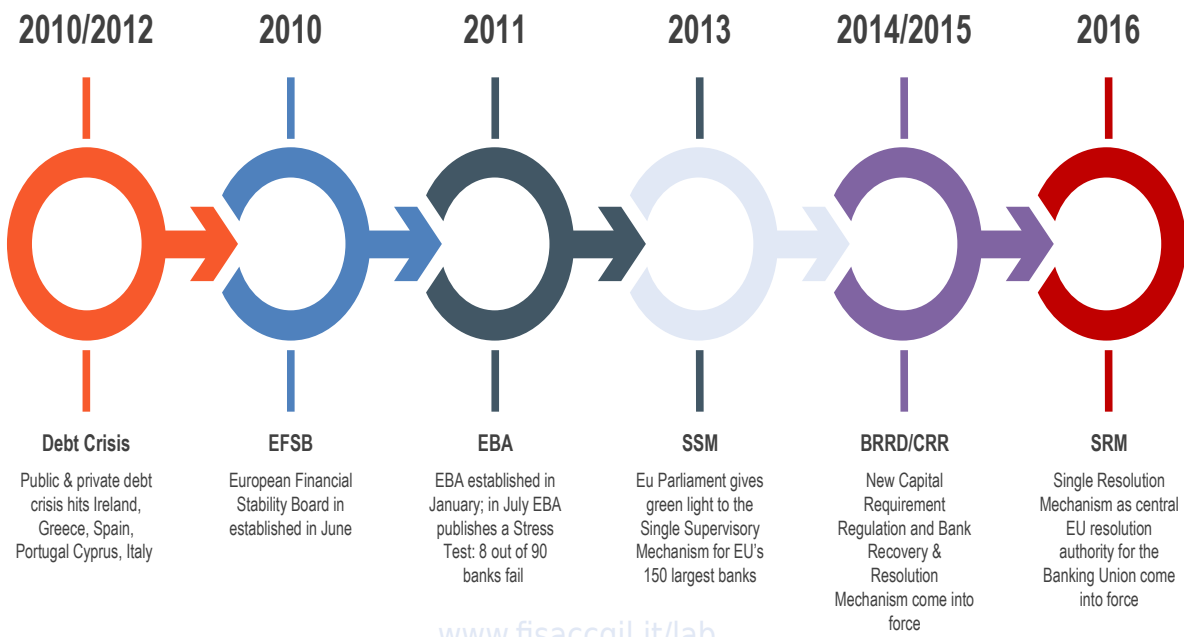 2010/2012
2010
2011
2013
2014/2015
2016
Debt Crisis
Public & private debt
crisis hits Ireland,
Greece, Spain,
Portugal Cyprus, Italy
EFSB
European Financial
Stability Board in
established in June
EBA
EBA established in
January; in July EBA
publishes a Stress
Test: 8 out of 90
banks fail
SSM
Eu Parliament gives
green light to the
Single Supervisory
Mechanism for EU's
150 largest banks
BRRD/CRR
New Capital
Requirement
Regulation and Bank
Recovery &
Resolution
Mechanism come into
force
SRM
Single Resolution
Mechanism as central
EU resolution
authority for the
Banking Union come
into force
www.fisaccgil.it/lab